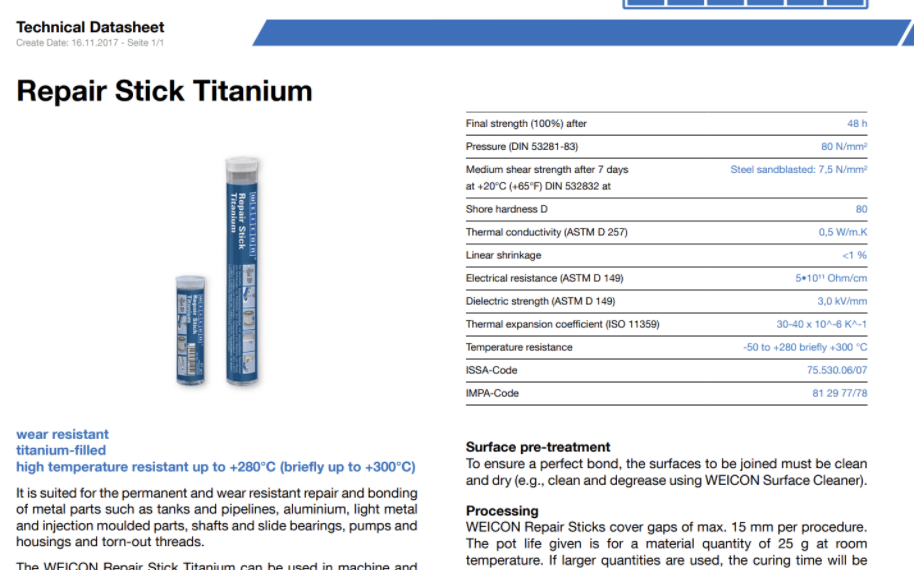 Technical Datasheet
Create Date: 16.11.2017 - Seite 1/1
Repair Stick Titanium
Repair Stick
Titanium
Final strength (100%) after 48 h
Pressure (DIN 53281-83) 80 N/mm²
Medium shear strength after 7 days Steel sandblasted: 7,5 N/mm²
at +20°C (+65°F) DIN 532832 at
Shore hardness D 80
Thermal conductivity (ASTM D 257) 0,5 W/m.K
Linear shrinkage <1 %
Electrical resistance (ASTM D 149) 5•10¹¹ Ohm/cm
Dielectric strength (ASTM D 149) 3,0 kV/mm
Thermal expansion coefficient (ISO 11359) 30-40 x 10^-6 K^-1
Temperature resistance -50 to +280 briefly +300 °C
ISSA-Code 75.530.06/07
IMPA-Code 81 29 77/78
wear resistant
titanium-filled
high temperature resistant up to +280°C (briefly up to +300°C)
It is suited for the permanent and wear resistant repair and bonding
of metal parts such as tanks and pipelines, aluminium, light metal
and injection moulded parts, shafts and slide bearings, pumps and
housings and torn-out threads.
The WEICON Repair Stick Titanium can be used in machine and
Surface pre-treatment
To ensure a perfect bond, the surfaces to be joined must be clean
and dry (e.g., clean and degrease using WEICON Surface Cleaner).
Processing
WEICON Repair Sticks cover gaps of max. 15 mm per procedure.
The pot life given is for a material quantity of 25 g at room
temperature. If larger quantities are used, the curing time will be